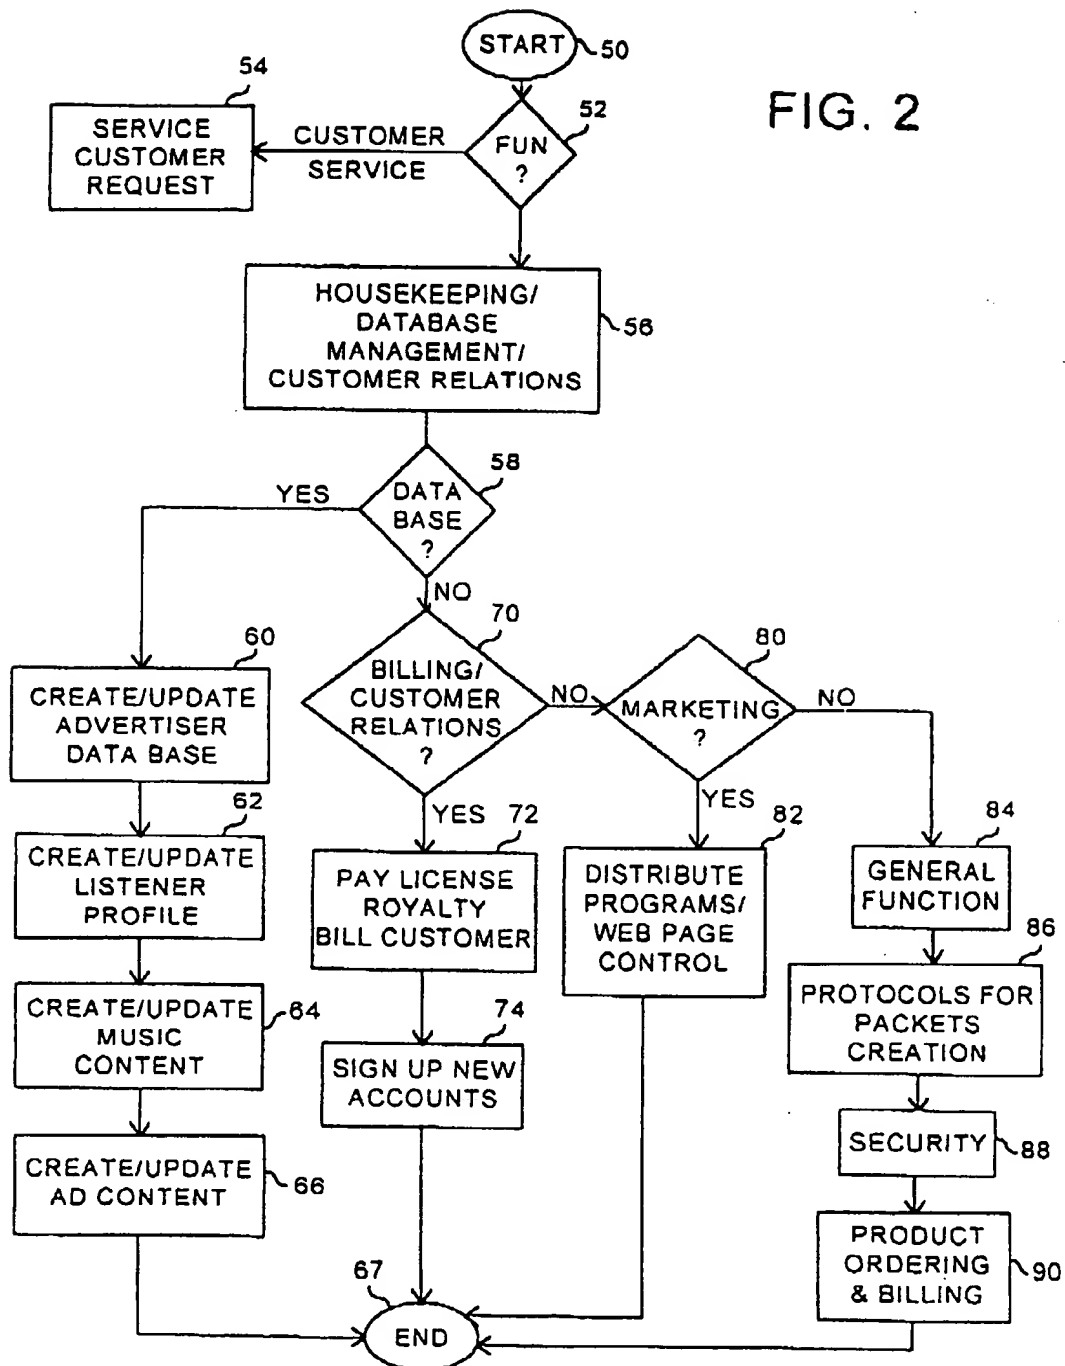 START
50
FIG. 2
54
SERVICE
CUSTOMER
REQUEST
CUSTOMER
SERVICE
52
FUN
?
HOUSEKEEPING/
DATABASE
MANAGEMENT/
CUSTOMER RELATIONS
56
58
DATA
BASE
?
YES
NO
60
CREATE/UPDATE
ADVERTISER
DATA BASE
70
BILLING/
CUSTOMER
RELATIONS
?
NO
80
MARKETING
?
NO
YES
YES
62
CREATE/UPDATE
LISTENER
PROFILE
72
PAY LICENSE
ROYALTY
BILL CUSTOMER
82
DISTRIBUTE
PROGRAMS/
WEB PAGE
CONTROL
84
GENERAL
FUNCTION
86
PROTOCOLS FOR
PACKETS
CREATION
CREATE/UPDATE
MUSIC
CONTENT
64
74
SIGN UP NEW
ACCOUNTS
SECURITY
88
CREATE/UPDATE
AD CONTENT
66
PRODUCT
ORDERING
& BILLING
90
67
END